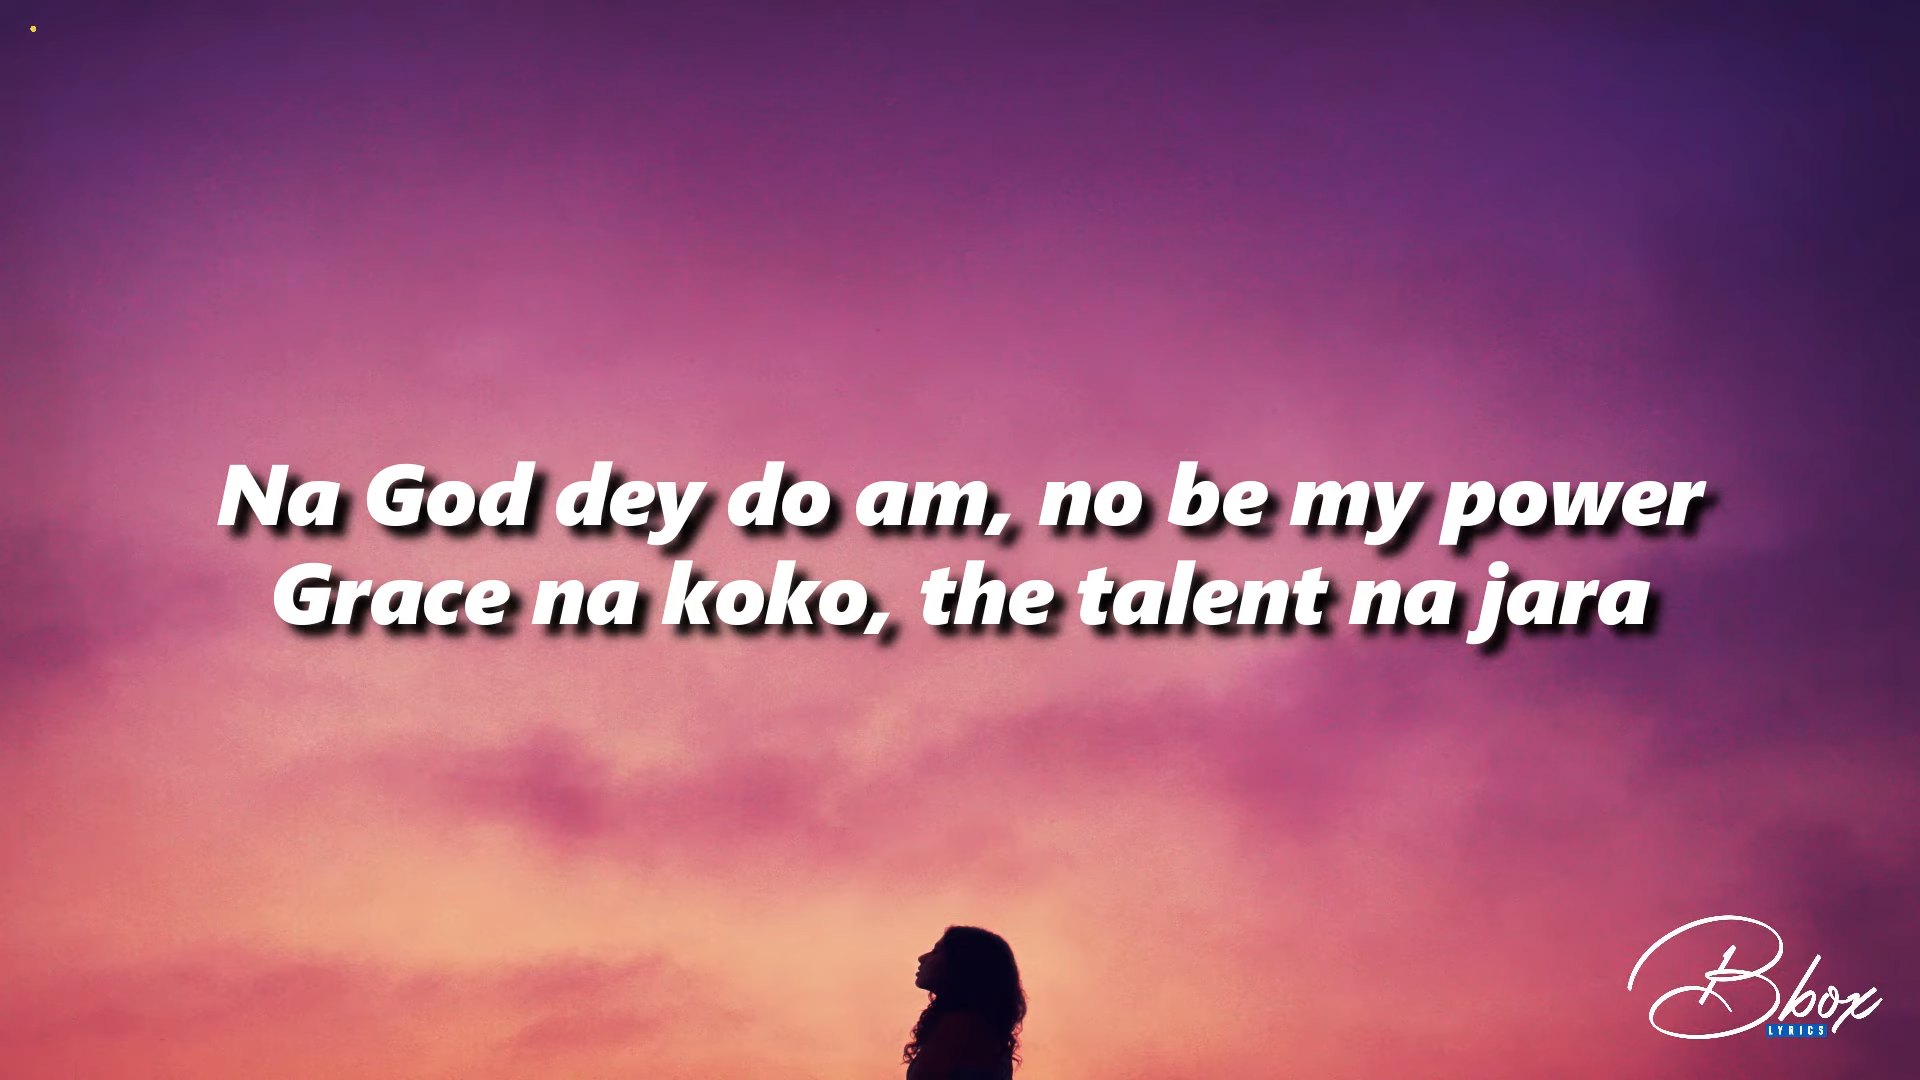 Na God dey do am, no be my power
Grace na koko, the talent na jara
Bbox
LYRICS